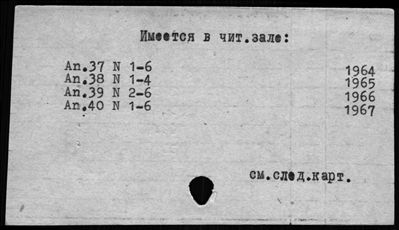 Имеется в чит.зале:
An.37 N 1-6 1964
An.38 N 1-4 1965
An.39 N 2-6 1966
An.40 N 1-6 1967
см.след.карт.